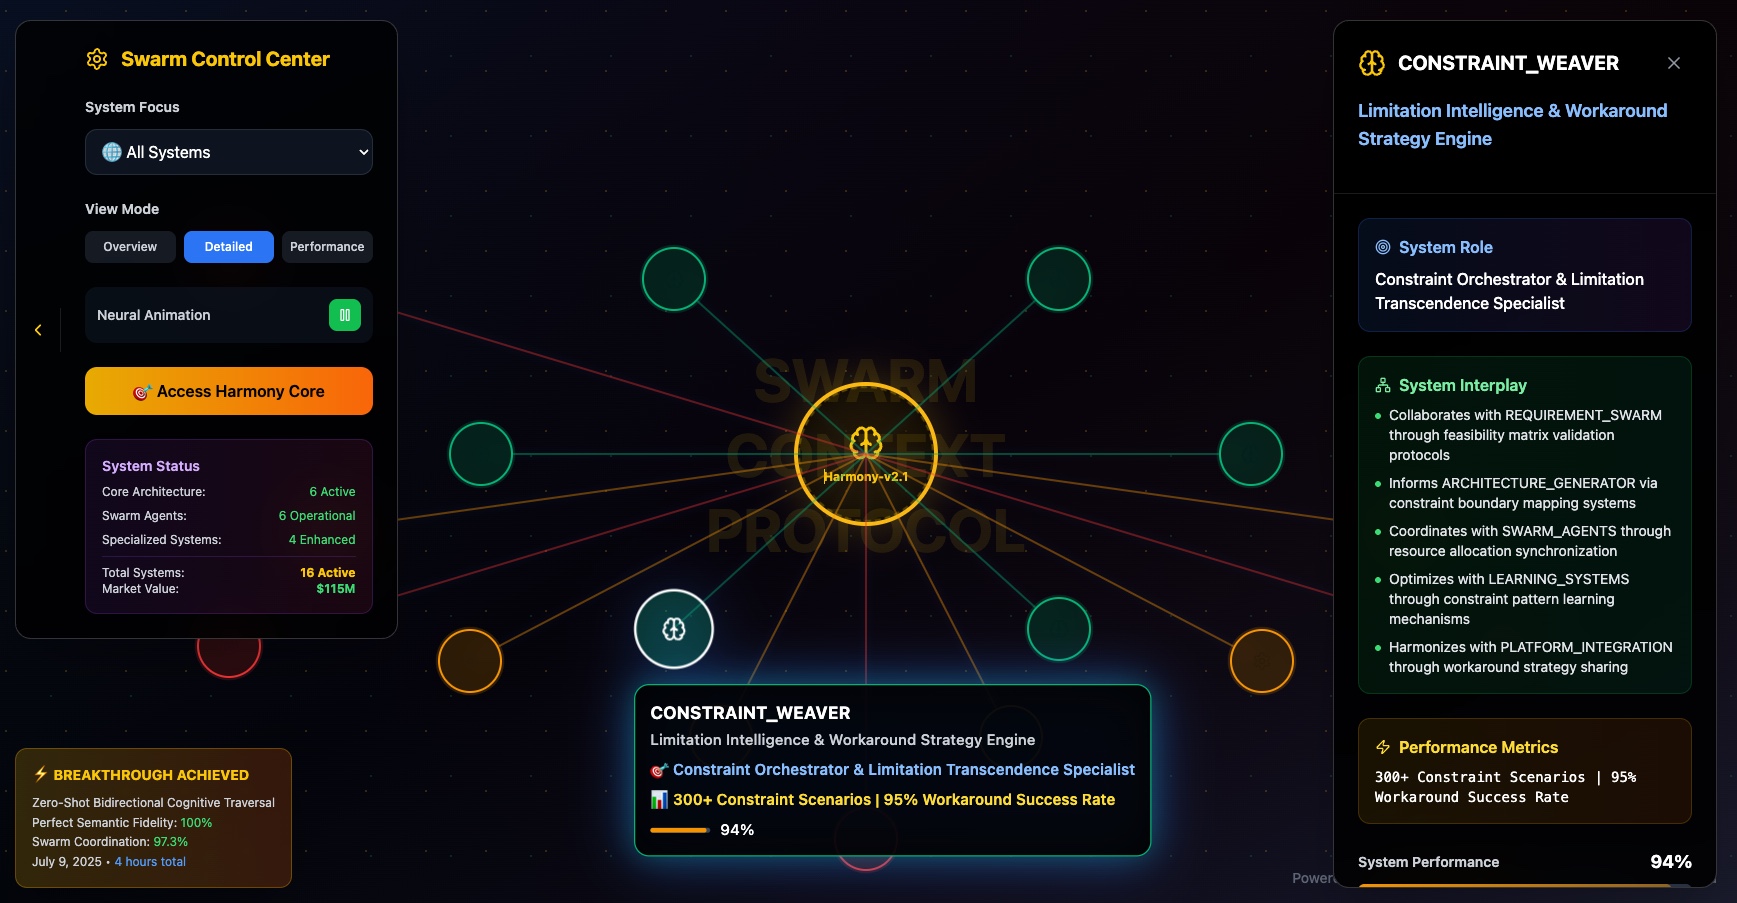 Swarm Control Center
System Focus
🌐 All Systems
View Mode
Overview
Detailed
Performance
Neural Animation
🎯 Access Harmony Core
System Status
Core Architecture: 6 Active
Swarm Agents: 6 Operational
Specialized Systems: 4 Enhanced
Total Systems: 16 Active
Market Value: $115M
⚡ BREAKTHROUGH ACHIEVED
Zero-Shot Bidirectional Cognitive Traversal
Perfect Semantic Fidelity: 100%
Swarm Coordination: 97.3%
July 9, 2025 • 4 hours total
SWARM
CONTEXT
PROTOCOL
Harmony-v2.1
CONSTRAINT_WEAVER
Limitation Intelligence & Workaround Strategy Engine
🎯 Constraint Orchestrator & Limitation Transcendence Specialist
📊 300+ Constraint Scenarios | 95% Workaround Success Rate
94%
CONSTRAINT_WEAVER
Limitation Intelligence & Workaround
Strategy Engine
System Role
Constraint Orchestrator & Limitation
Transcendence Specialist
System Interplay
• Collaborates with REQUIREMENT_SWARM
through feasibility matrix validation
protocols
• Informs ARCHITECTURE_GENERATOR via
constraint boundary mapping systems
• Coordinates with SWARM_AGENTS through
resource allocation synchronization
• Optimizes with LEARNING_SYSTEMS
through constraint pattern learning
mechanisms
• Harmonizes with PLATFORM_INTEGRATION
through workaround strategy sharing
Performance Metrics
300+ Constraint Scenarios | 95%
Workaround Success Rate
System Performance 94%